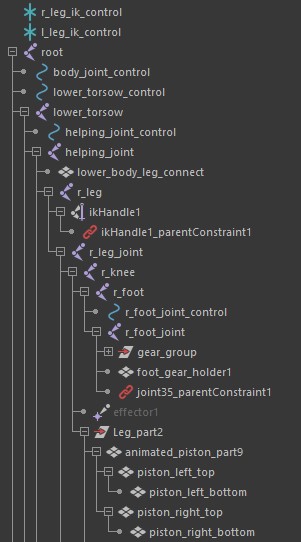 r_leg_ik_control
l_leg_ik_control
root
body_joint_control
lower_torsow_control
lower_torsow
helping_joint_control
helping_joint
lower_body_leg_connect
r_leg
ikHandle1
ikHandle1_parentConstraint1
r_leg_joint
r_knee
r_foot
r_foot_joint_control
r_foot_joint
gear_group
foot_gear_holder1
joint35_parentConstraint1
effector1
Leg_part2
animated_piston_part9
piston_left_top
piston_left_bottom
piston_right_top
piston_right_bottom